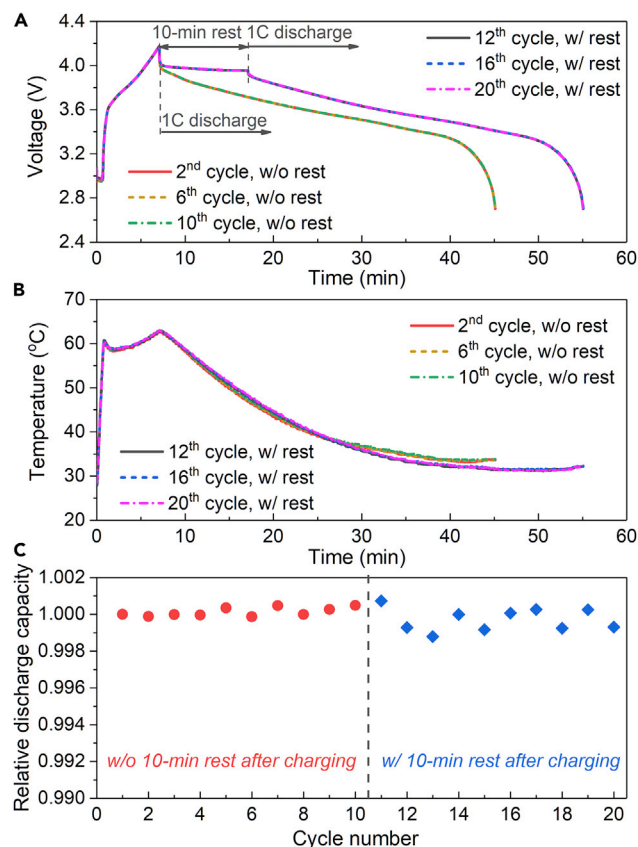 A
4.4
4.0
3.6
3.2
2.8
2.4
Voltage (V)
10-min rest
1C discharge
12th cycle, w/ rest
16th cycle, w/ rest
20th cycle, w/ rest
1C discharge
2nd cycle, w/o rest
6th cycle, w/o rest
10th cycle, w/o rest
0 10 20 30 40 50 60
Time (min)
B
70
60
50
40
30
20
Temperature (°C)
2nd cycle, w/o rest
6th cycle, w/o rest
10th cycle, w/o rest
12th cycle, w/ rest
16th cycle, w/ rest
20th cycle, w/ rest
0 10 20 30 40 50 60
Time (min)
C
1.002
1.000
0.998
0.996
0.994
0.992
0.990
Relative discharge capacity
w/o 10-min rest after charging
w/ 10-min rest after charging
0 2 4 6 8 10 12 14 16 18 20
Cycle number